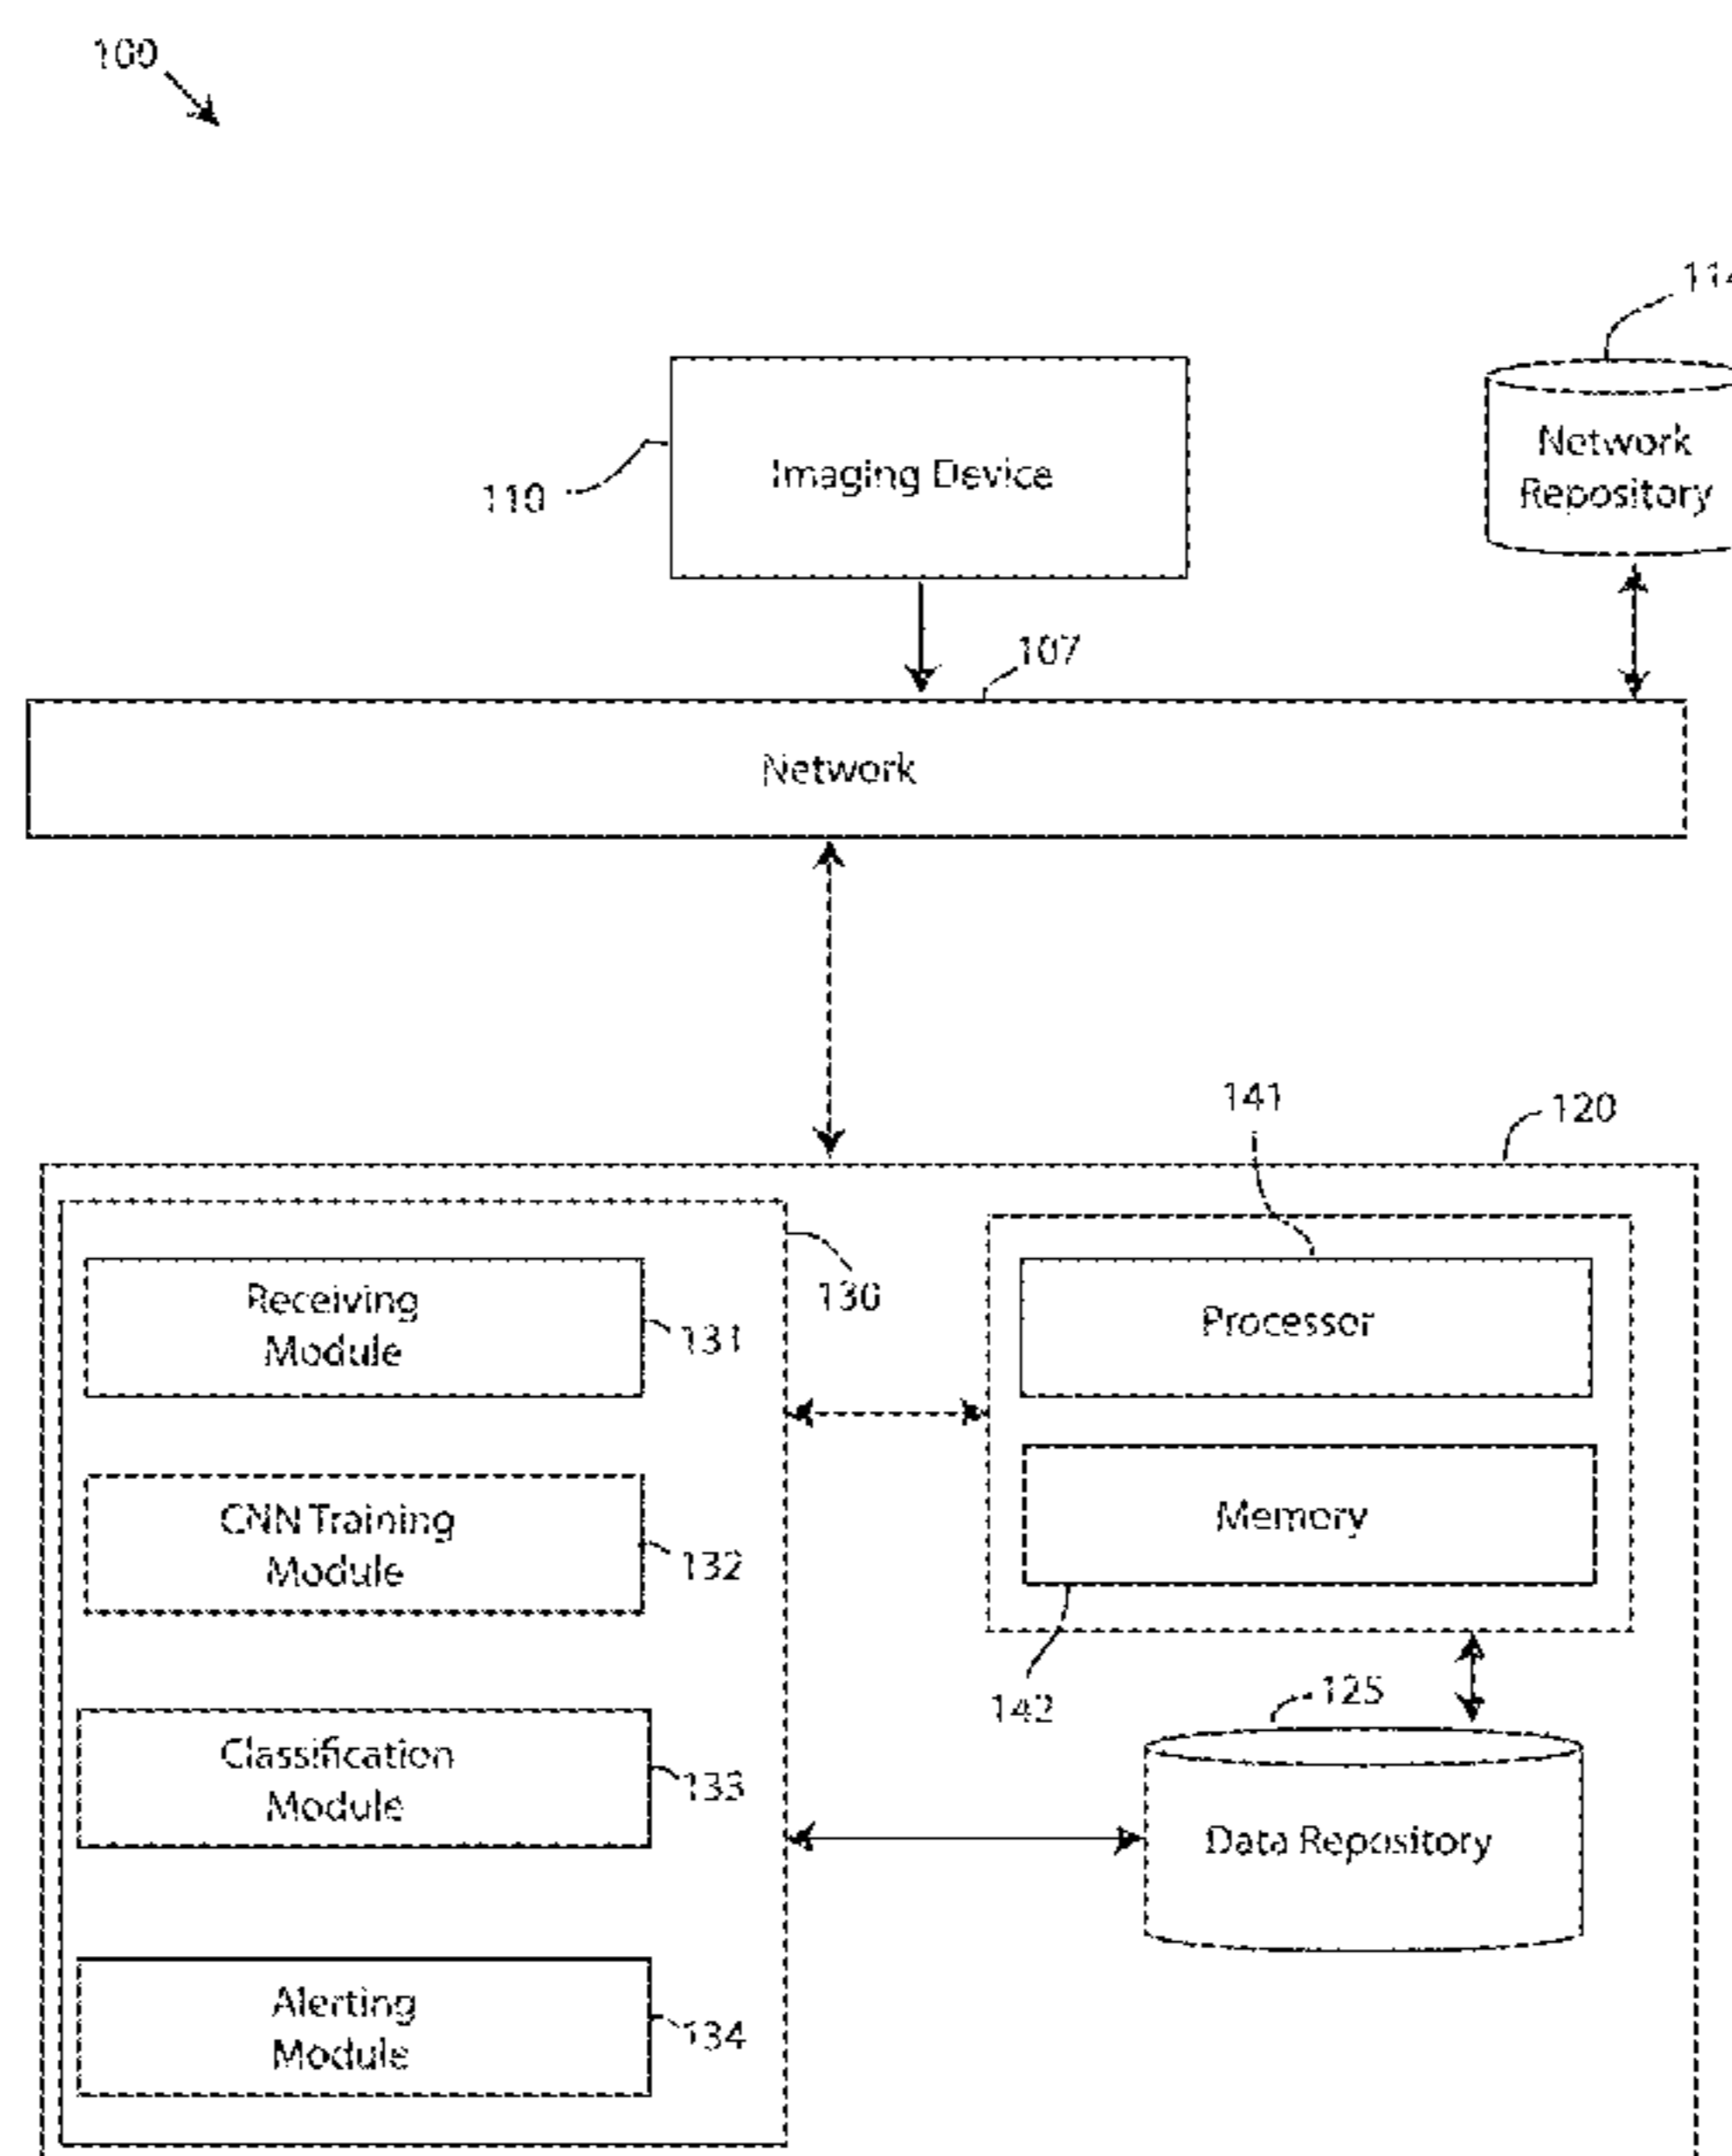 100
114
Network
Repository
110
Imaging Device
107
Network
141
120
130
Receiving
Module
131
Processor
CNN Training
Module
132
Memory
142
125
Classification
Module
133
Data Repository
Alerting
Module
134